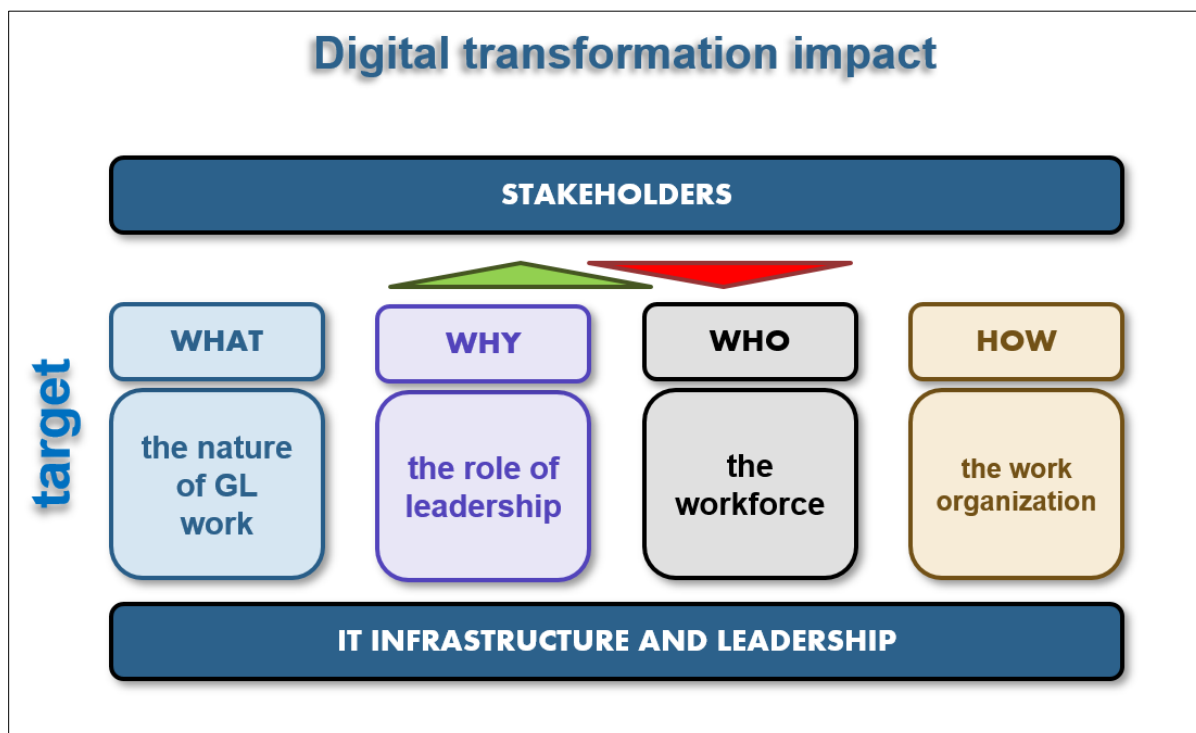 Digital transformation impact
STAKEHOLDERS
target
WHAT
the nature
of GL
work
WHY
the role of
leadership
WHO
the
workforce
HOW
the work
organization
IT INFRASTRUCTURE AND LEADERSHIP